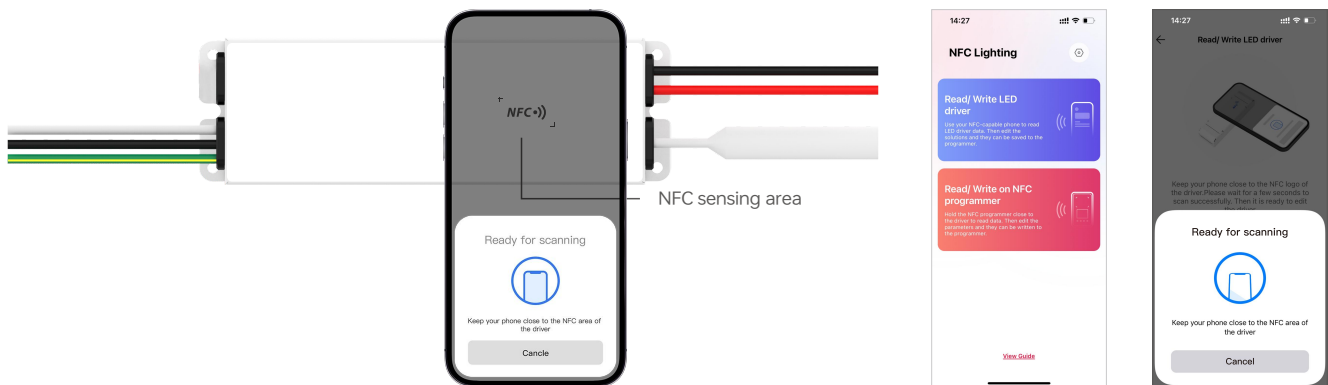 NFC
NFC sensing area
Ready for scanning
Keep your phone close to the NFC area of
the driver
Cancle
14:27
NFC Lighting
Read/ Write LED
driver
Use your NFC-capable phone to read
LED driver data. Then edit the
solutions and they can be saved to the
programmer.
Read/ Write on NFC
programmer
Hold the NFC programmer close to
the driver to read data. Then edit the
parameters and they can be written to
the programmer.
View Guide
14:27
Read/ Write LED driver
Keep your phone close to the NFC logo of
the driver.Please wait for a few seconds to
scan successfully. Then it is ready to edit
the driver
Ready for scanning
Keep your phone close to the NFC area of
the driver
Cancel